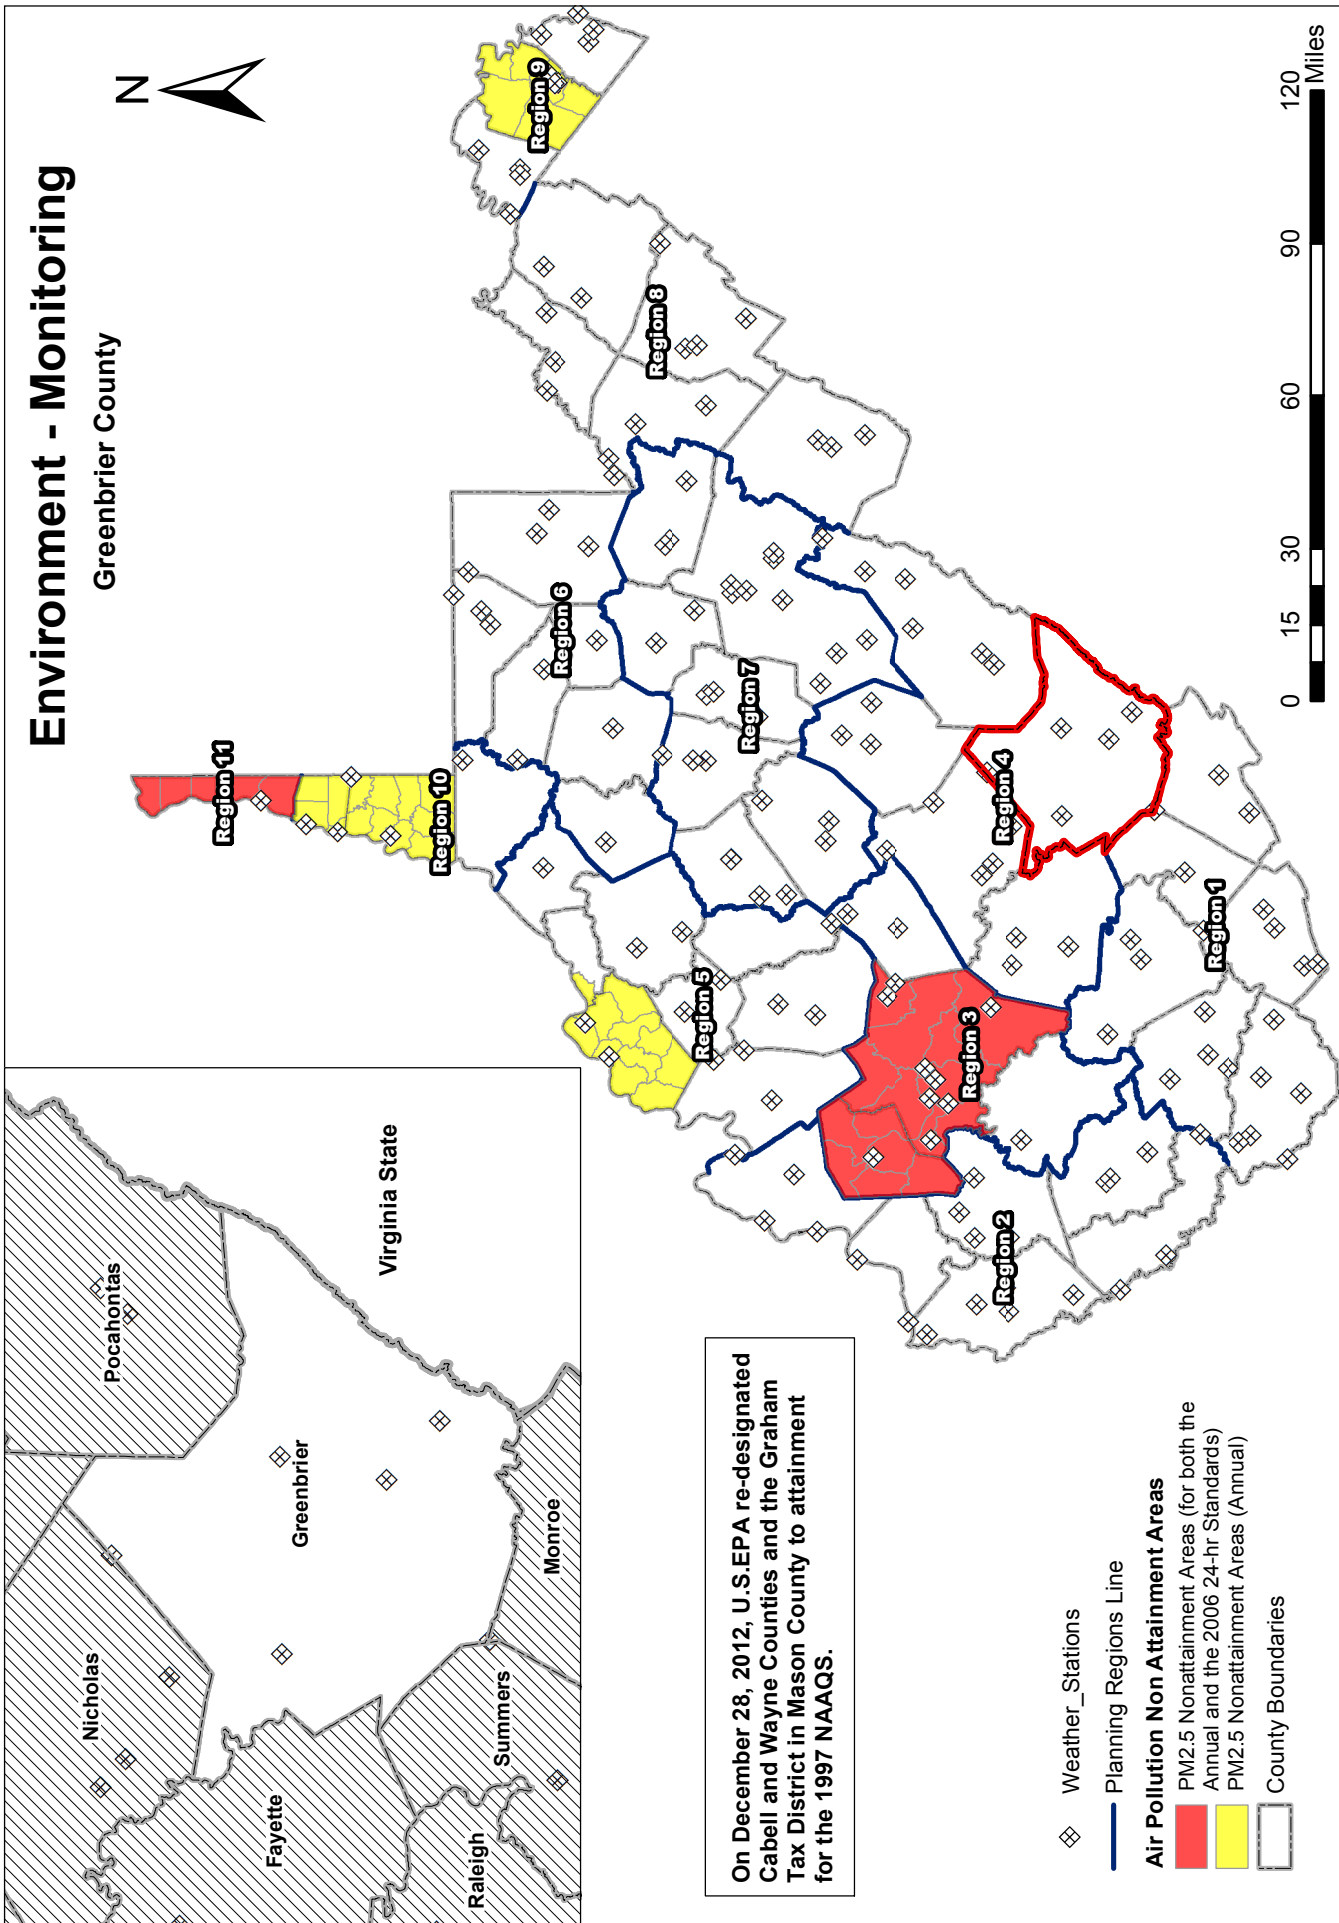 Environment - Monitoring
Greenbrier County
N
Pocahontas
Nicholas
Greenbrier
Virginia State
Fayette
Summers
Monroe
Raleigh
Region 11
Region 10
Region 9
Region 6
Region 8
Region 5
Region 7
Region 3
Region 4
Region 2
Region 1
On December 28, 2012, U.S.EPA re-designated
Cabell and Wayne Counties and the Graham
Tax District in Mason County to attainment
for the 1997 NAAQS.
Weather_Stations
Planning Regions Line
Air Pollution Non Attainment Areas
PM2.5 Nonattainment Areas (for both the
Annual and the 2006 24-hr Standards)
PM2.5 Nonattainment Areas (Annual)
County Boundaries
0 15 30 60 90 120
Miles